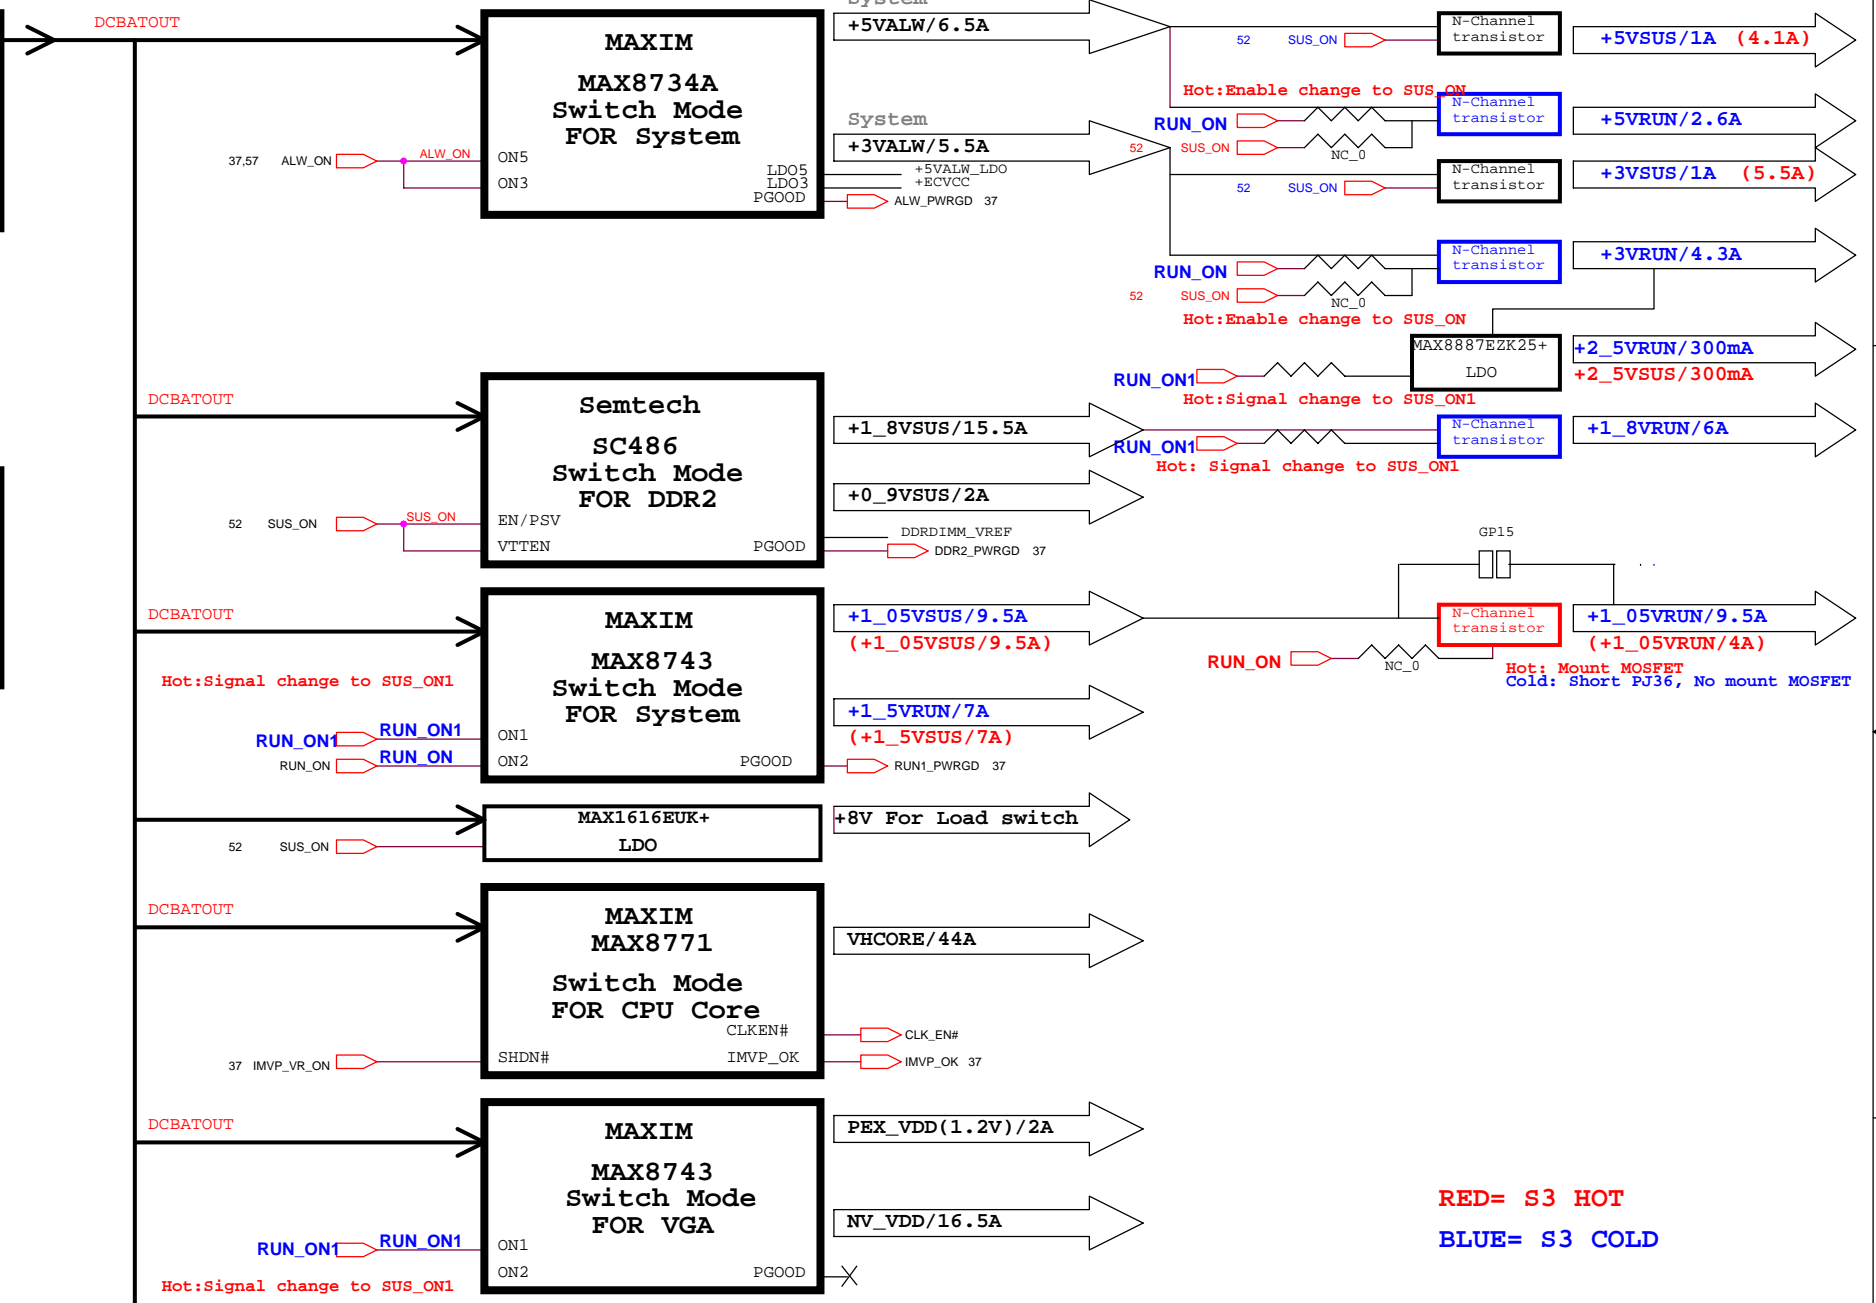 DCBATOUT
MAXIM
MAX8734A
Switch Mode
FOR System
37,57 ALW_ON
ALW_ON
ON5
ON3
LDO5
LDO3
PGOOD
System
+5VALW/6.5A
System
+3VALW/5.5A
+5VALW_LDO
+ECVCC
ALW_PWRGD 37
52 SUS_ON
N-Channel
transistor
+5VSUS/1A (4.1A)
Hot:Enable change to SUS_ON
RUN_ON
52 SUS_ON
NC_0
N-Channel
transistor
+5VRUN/2.6A
52 SUS_ON
N-Channel
transistor
+3VSUS/1A (5.5A)
RUN_ON
52 SUS_ON
NC_0
N-Channel
transistor
+3VRUN/4.3A
Hot:Enable change to SUS_ON
MAX8887EZK25+
LDO
RUN_ON1
+2_5VRUN/300mA
+2_5VSUS/300mA
Hot:Signal change to SUS_ON1
DCBATOUT
Semtech
SC486
Switch Mode
FOR DDR2
52 SUS_ON
SUS_ON
EN/PSV
VTTEN
PGOOD
+1_8VSUS/15.5A
RUN_ON1
N-Channel
transistor
+1_8VRUN/6A
Hot: Signal change to SUS_ON1
+0_9VSUS/2A
DDRDIMM_VREF
DDR2_PWRGD 37
GP15
DCBATOUT
MAXIM
MAX8743
Switch Mode
FOR System
Hot:Signal change to SUS_ON1
RUN_ON1
RUN_ON1
ON1
RUN_ON
RUN_ON
ON2
PGOOD
+1_05VSUS/9.5A
(+1_05VSUS/9.5A)
N-Channel
transistor
+1_05VRUN/9.5A
(+1_05VRUN/4A)
RUN_ON
NC_0
Hot: Mount MOSFET
Cold: Short PJ36, No mount MOSFET
+1_5VRUN/7A
(+1_5VSUS/7A)
RUN1_PWRGD 37
MAX1616EUK+
LDO
52 SUS_ON
+8V For Load switch
DCBATOUT
MAXIM
MAX8771
Switch Mode
FOR CPU Core
37 IMVP_VR_ON
SHDN#
CLKEN#
IMVP_OK
VHCORE/44A
CLK_EN#
IMVP_OK 37
DCBATOUT
MAXIM
MAX8743
Switch Mode
FOR VGA
RUN_ON1
RUN_ON1
ON1
ON2
PGOOD
Hot:Signal change to SUS_ON1
PEX_VDD(1.2V)/2A
NV_VDD/16.5A
RED= S3 HOT
BLUE= S3 COLD